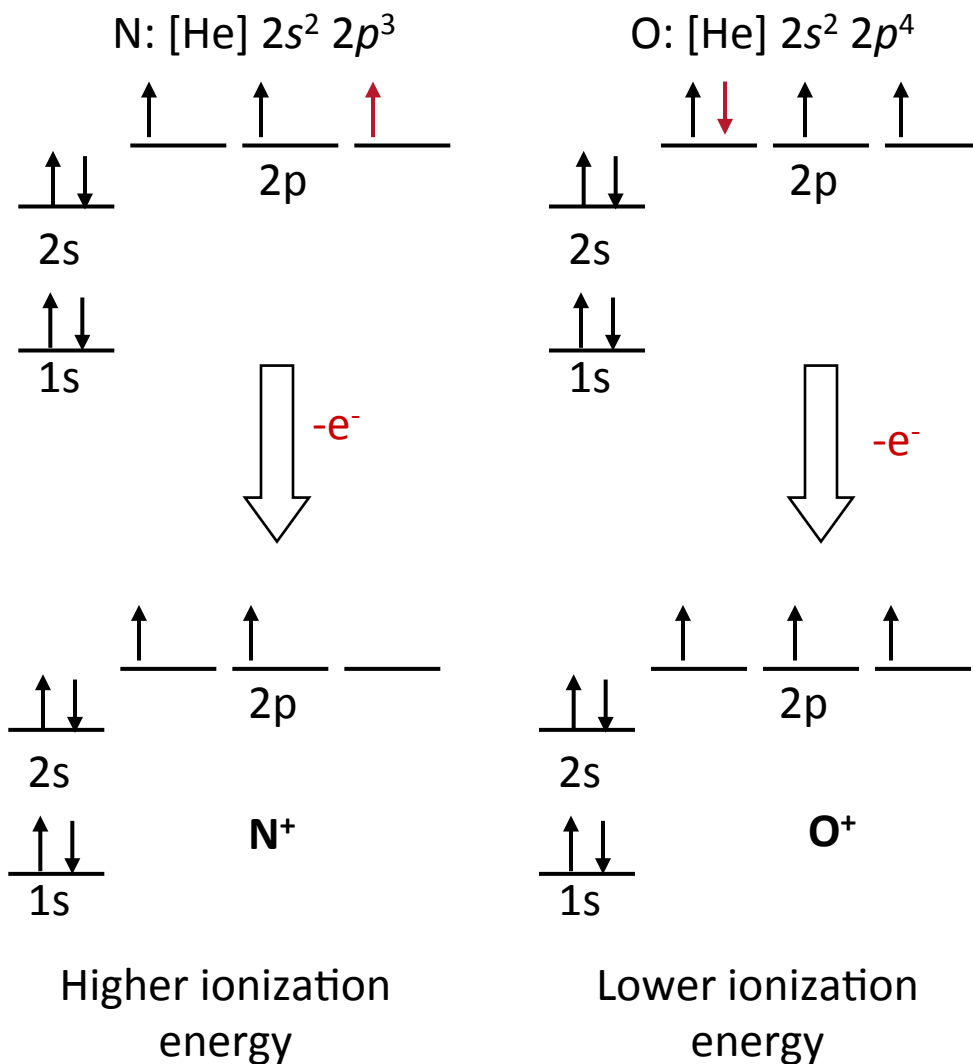 N: [He] 2s² 2p³
2p
2s
1s
-e⁻
2p
2s
N⁺
1s
Higher ionization
energy
O: [He] 2s² 2p⁴
2p
2s
1s
-e⁻
2p
2s
O⁺
1s
Lower ionization
energy